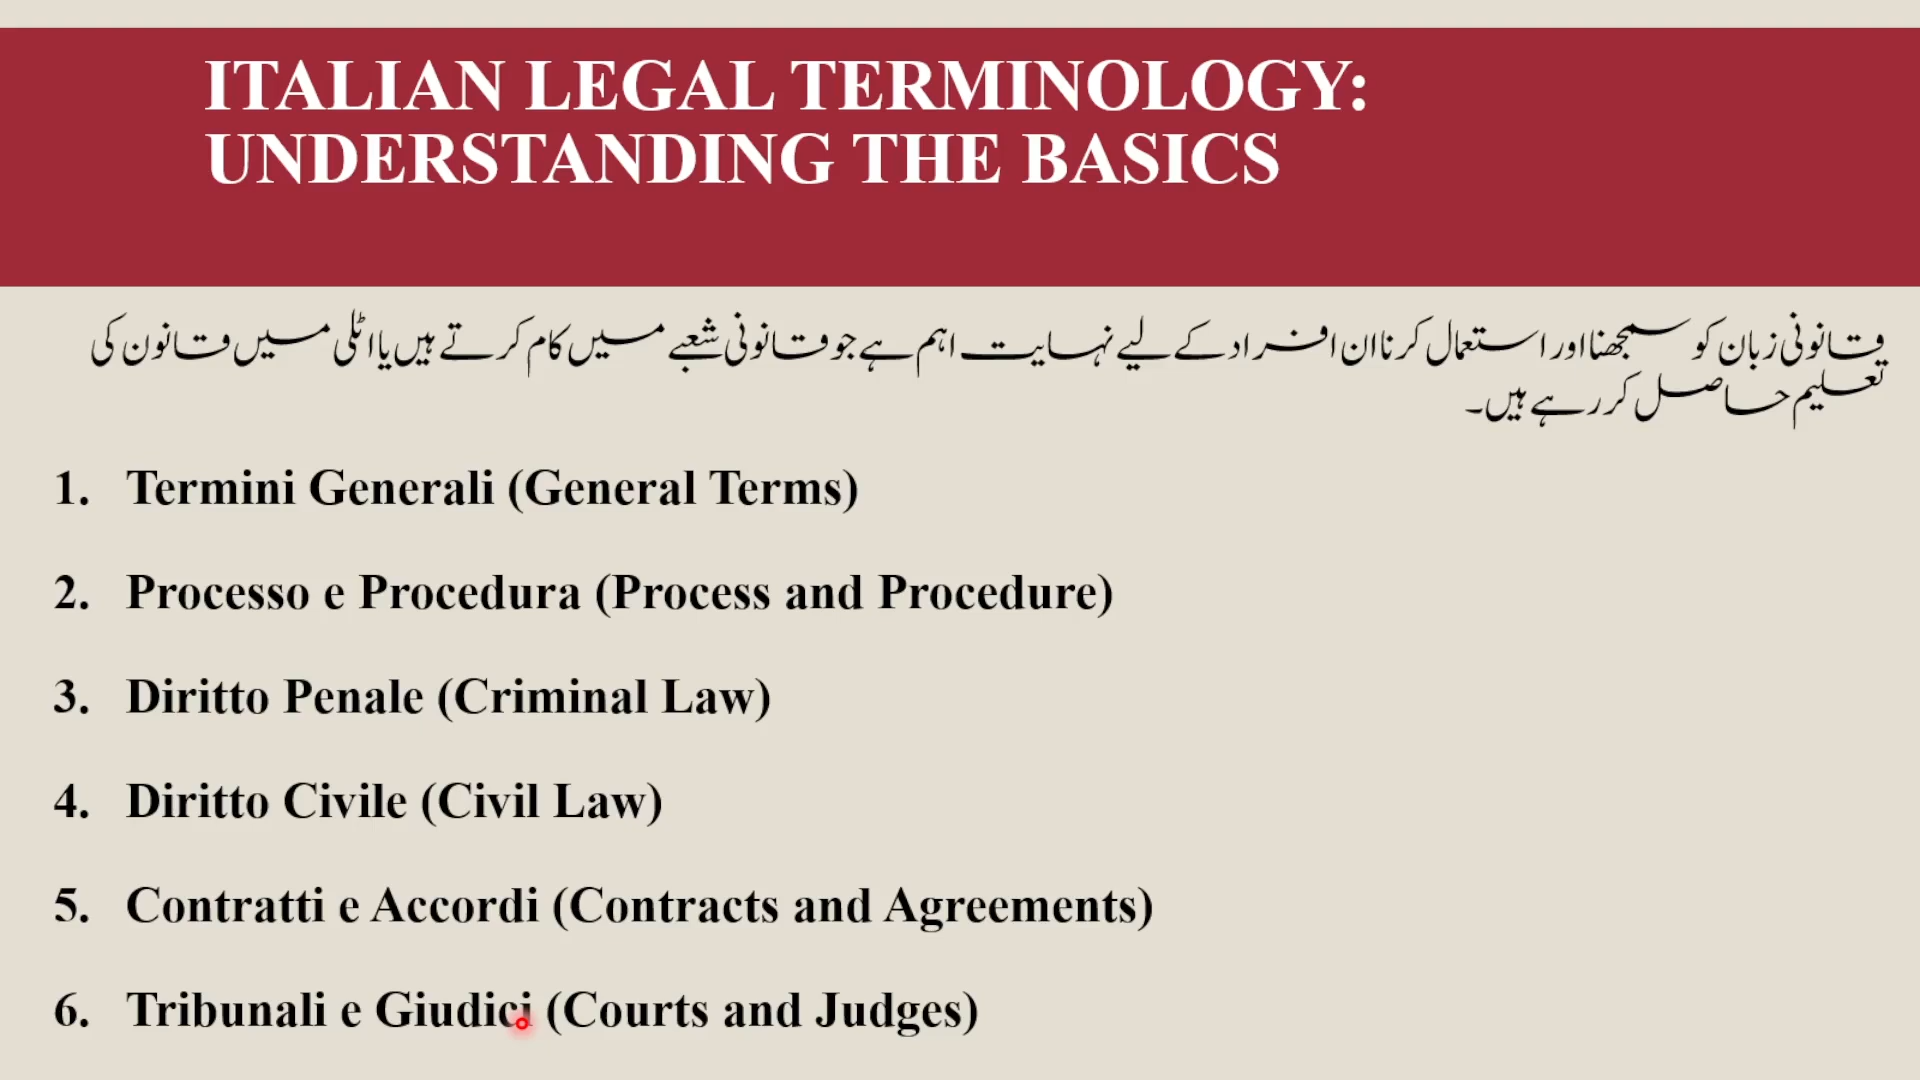 ITALIAN LEGAL TERMINOLOGY:
UNDERSTANDING THE BASICS
قانونی زبان کو سمجھنا اور استعمال کرنا ان افراد کے لیے نہایت اہم ہے جو قانونی شعبے میں کام کرتے ہیں یا اٹلی میں قانون کی
تعلیم حاصل کر رہے ہیں۔
1. Termini Generali (General Terms)
2. Processo e Procedura (Process and Procedure)
3. Diritto Penale (Criminal Law)
4. Diritto Civile (Civil Law)
5. Contratti e Accordi (Contracts and Agreements)
6. Tribunali e Giudici (Courts and Judges)